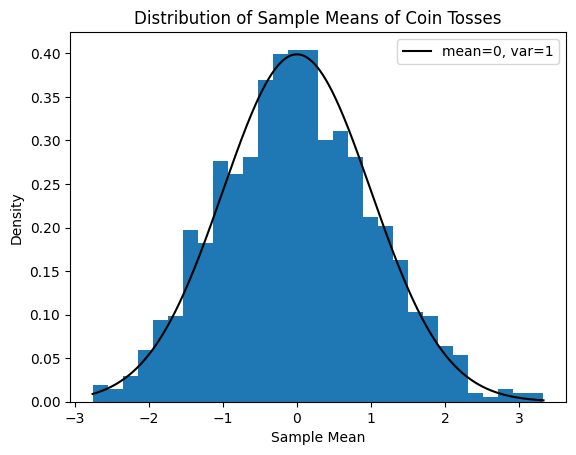 Distribution of Sample Means of Coin Tosses
mean=0, var=1
Density
0.40
0.35
0.30
0.25
0.20
0.15
0.10
0.05
0.00
−3 −2 −1 0 1 2 3
Sample Mean